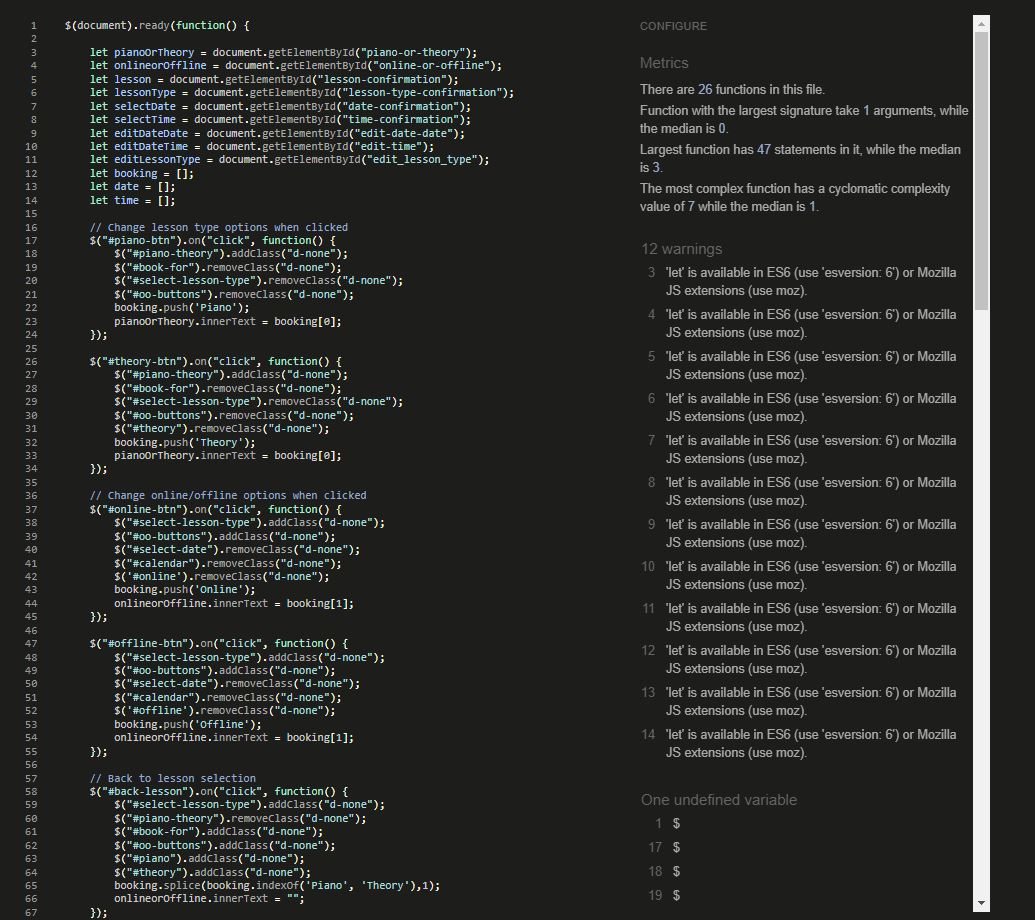 1 $(document).ready(function() {
2
3 let pianoOrTheory = document.getElementById("piano-or-theory");
4 let onlineorOffline = document.getElementById("online-or-offline");
5 let lesson = document.getElementById("lesson-confirmation");
6 let lessonType = document.getElementById("lesson-type-confirmation");
7 let selectDate = document.getElementById("date-confirmation");
8 let selectTime = document.getElementById("time-confirmation");
9 let editDateDate = document.getElementById("edit-date-date");
10 let editDateTime = document.getElementById("edit-time");
11 let editLessonType = document.getElementById("edit_lesson_type");
12 let booking = [];
13 let date = [];
14 let time = [];
15
16 // Change lesson type options when clicked
17 $("#piano-btn").on("click", function() {
18 $("#piano-theory").addClass("d-none");
19 $("#book-for").removeClass("d-none");
20 $("#select-lesson-type").removeClass("d-none");
21 $("#oo-buttons").removeClass("d-none");
22 booking.push('Piano');
23 pianoOrTheory.innerText = booking[0];
24 });
25
26 $("#theory-btn").on("click", function() {
27 $("#piano-theory").addClass("d-none");
28 $("#book-for").removeClass("d-none");
29 $("#select-lesson-type").removeClass("d-none");
30 $("#oo-buttons").removeClass("d-none");
31 $("#theory").removeClass("d-none");
32 booking.push('Theory');
33 pianoOrTheory.innerText = booking[0];
34 });
35
36 // Change online/offline options when clicked
37 $("#online-btn").on("click", function() {
38 $("#select-lesson-type").addClass("d-none");
39 $("#oo-buttons").addClass("d-none");
40 $("#select-date").removeClass("d-none");
41 $("#calendar").removeClass("d-none");
42 $('#online').removeClass("d-none");
43 booking.push('Online');
44 onlineorOffline.innerText = booking[1];
45 });
46
47 $("#offline-btn").on("click", function() {
48 $("#select-lesson-type").addClass("d-none");
49 $("#oo-buttons").addClass("d-none");
50 $("#select-date").removeClass("d-none");
51 $("#calendar").removeClass("d-none");
52 $('#offline').removeClass("d-none");
53 booking.push('Offline');
54 onlineorOffline.innerText = booking[1];
55 });
56
57 // Back to lesson selection
58 $("#back-lesson").on("click", function() {
59 $("#select-lesson-type").addClass("d-none");
60 $("#piano-theory").removeClass("d-none");
61 $("#book-for").addClass("d-none");
62 $("#oo-buttons").addClass("d-none");
63 $("#piano").addClass("d-none");
64 $("#theory").addClass("d-none");
65 booking.splice(booking.indexOf('Piano', 'Theory'),1);
66 onlineorOffline.innerText = "";
67 });
CONFIGURE
Metrics
There are 26 functions in this file.
Function with the largest signature take 1 arguments, while
the median is 0.
Largest function has 47 statements in it, while the median
is 3.
The most complex function has a cyclomatic complexity
value of 7 while the median is 1.
12 warnings
3 'let' is available in ES6 (use 'esversion: 6') or Mozilla
JS extensions (use moz).
4 'let' is available in ES6 (use 'esversion: 6') or Mozilla
JS extensions (use moz).
5 'let' is available in ES6 (use 'esversion: 6') or Mozilla
JS extensions (use moz).
6 'let' is available in ES6 (use 'esversion: 6') or Mozilla
JS extensions (use moz).
7 'let' is available in ES6 (use 'esversion: 6') or Mozilla
JS extensions (use moz).
8 'let' is available in ES6 (use 'esversion: 6') or Mozilla
JS extensions (use moz).
9 'let' is available in ES6 (use 'esversion: 6') or Mozilla
JS extensions (use moz).
10 'let' is available in ES6 (use 'esversion: 6') or Mozilla
JS extensions (use moz).
11 'let' is available in ES6 (use 'esversion: 6') or Mozilla
JS extensions (use moz).
12 'let' is available in ES6 (use 'esversion: 6') or Mozilla
JS extensions (use moz).
13 'let' is available in ES6 (use 'esversion: 6') or Mozilla
JS extensions (use moz).
14 'let' is available in ES6 (use 'esversion: 6') or Mozilla
JS extensions (use moz).
One undefined variable
1 $
17 $
18 $
19 $